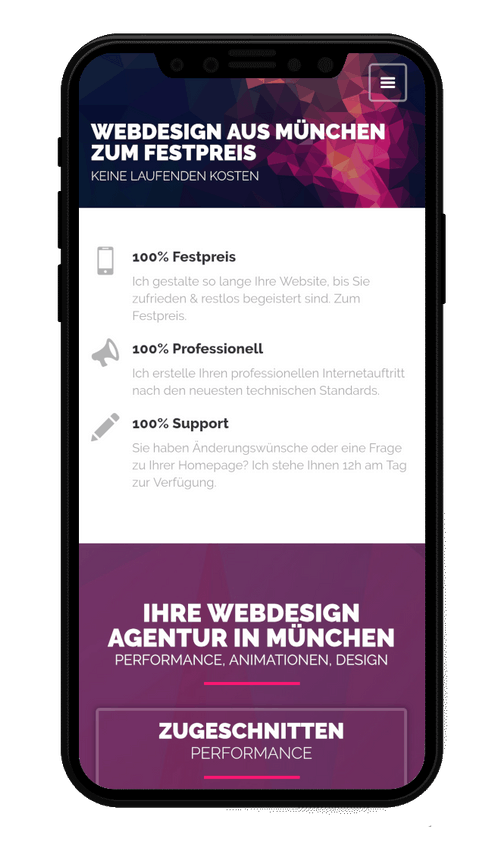 WEBDESIGN AUS MÜNCHEN
ZUM FESTPREIS
KEINE LAUFENDEN KOSTEN
100% Festpreis
Ich gestalte so lange Ihre Website, bis Sie
zufrieden & restlos begeistert sind. Zum
Festpreis.
100% Professionell
Ich erstelle Ihren professionellen Internetauftritt
nach den neuesten technischen Standards.
100% Support
Sie haben Änderungswünsche oder eine Frage
zu Ihrer Homepage? Ich stehe Ihnen 12h am Tag
zur Verfügung.
IHRE WEBDESIGN
AGENTUR IN MÜNCHEN
PERFORMANCE, ANIMATIONEN, DESIGN
ZUGESCHNITTEN
PERFORMANCE